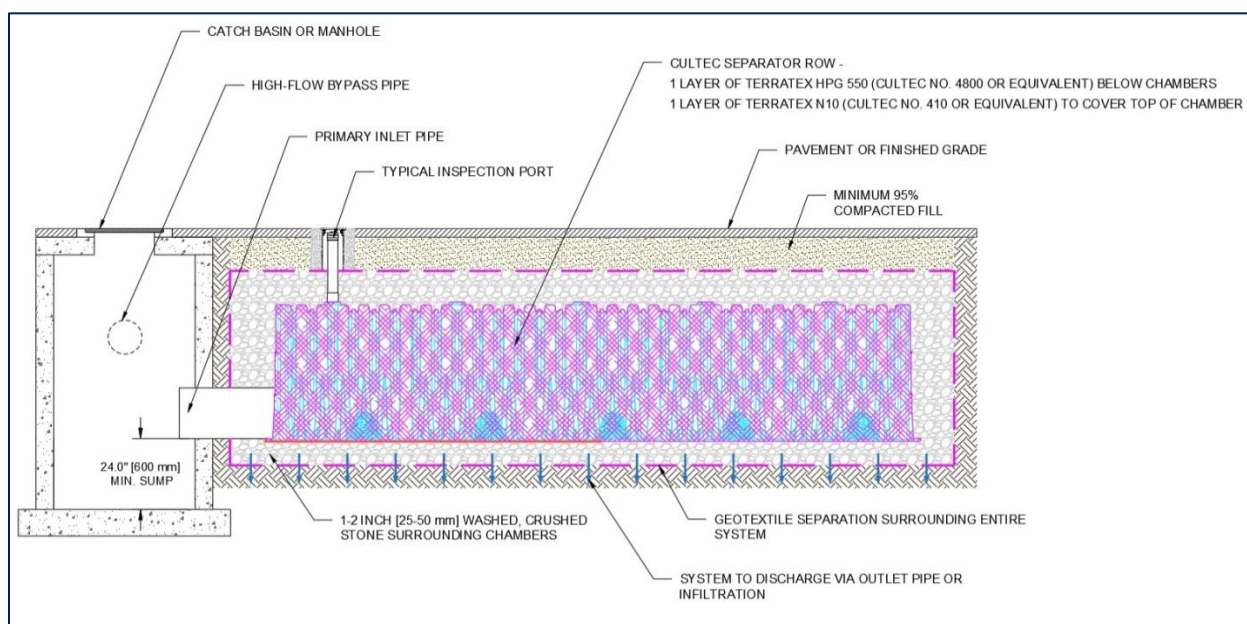 CATCH BASIN OR MANHOLE
HIGH-FLOW BYPASS PIPE
PRIMARY INLET PIPE
TYPICAL INSPECTION PORT
CULTEC SEPARATOR ROW -
1 LAYER OF TERRATEX HPG 550 (CULTEC NO. 4800 OR EQUIVALENT) BELOW CHAMBERS
1 LAYER OF TERRATEX N10 (CULTEC NO. 410 OR EQUIVALENT) TO COVER TOP OF CHAMBER
PAVEMENT OR FINISHED GRADE
MINIMUM 95%
COMPACTED FILL
24.0" [600 mm]
MIN. SUMP
1-2 INCH [25-50 mm] WASHED, CRUSHED
STONE SURROUNDING CHAMBERS
GEOTEXTILE SEPARATION SURROUNDING ENTIRE
SYSTEM
SYSTEM TO DISCHARGE VIA OUTLET PIPE OR
INFILTRATION